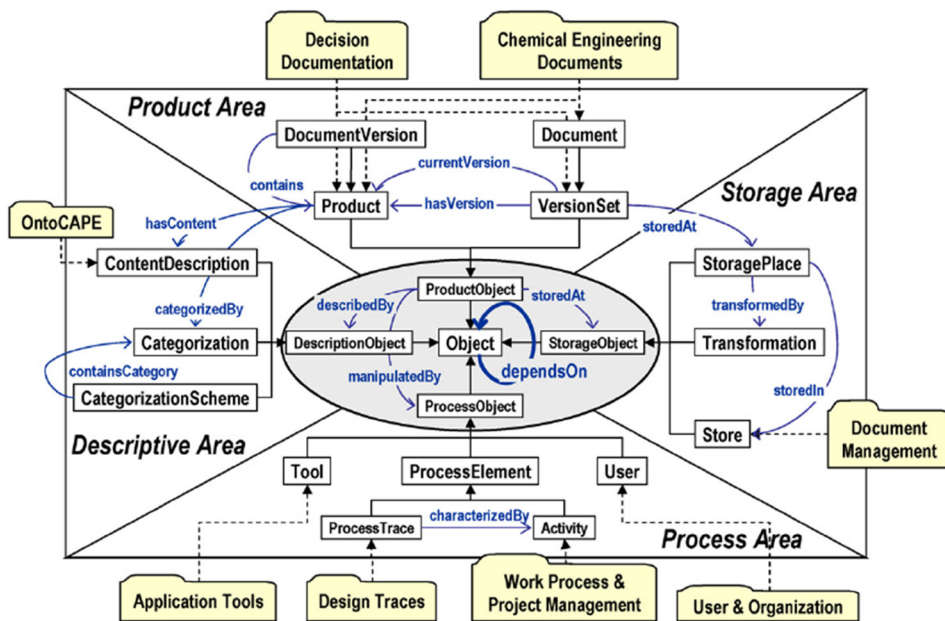 Decision
Documentation
Chemical Engineering
Documents
Product Area
DocumentVersion
Document
currentVersion
contains
Storage Area
Product
hasVersion
VersionSet
OntoCAPE
hasContent
storedAt
ContentDescription
StoragePlace
ProductObject
describedBy
storedAt
categorizedBy
transformedBy
Categorization
DescriptionObject
Object
StorageObject
Transformation
containsCategory
manipulatedBy
dependsOn
CategorizationScheme
ProcessObject
storedIn
Descriptive Area
Store
Document
Management
Tool
ProcessElement
User
characterizedBy
ProcessTrace
Activity
Process Area
Application Tools
Design Traces
Work Process &
Project Management
User & Organization